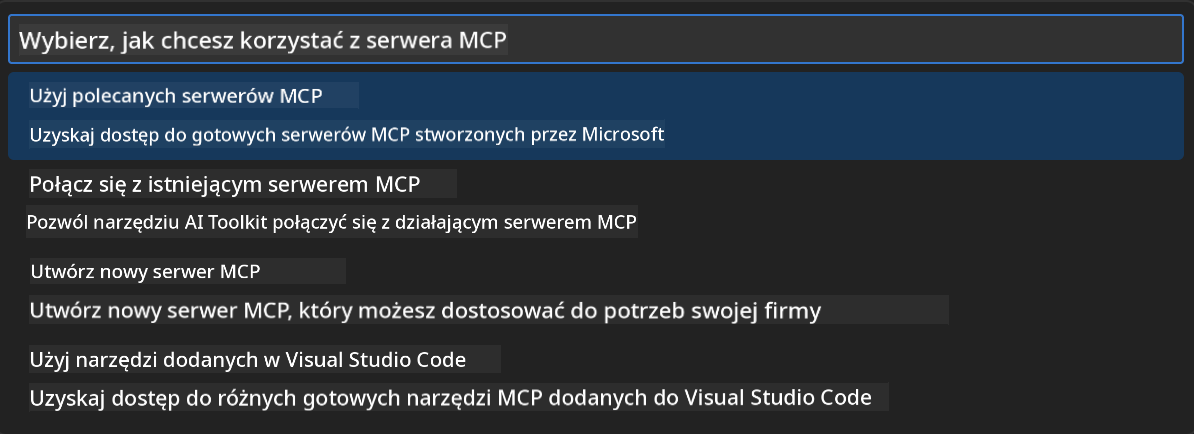 Wybierz, jak chcesz korzystać z serwera MCP
Użyj polecanych serwerów MCP
Uzyskaj dostęp do gotowych serwerów MCP stworzonych przez Microsoft
Połącz się z istniejącym serwerem MCP
Pozwól narzędziu AI Toolkit połączyć się z działającym serwerem MCP
Utwórz nowy serwer MCP
Utwórz nowy serwer MCP, który możesz dostosować do potrzeb swojej firmy
Użyj narzędzi dodanych w Visual Studio Code
Uzyskaj dostęp do różnych gotowych narzędzi MCP dodanych do Visual Studio Code